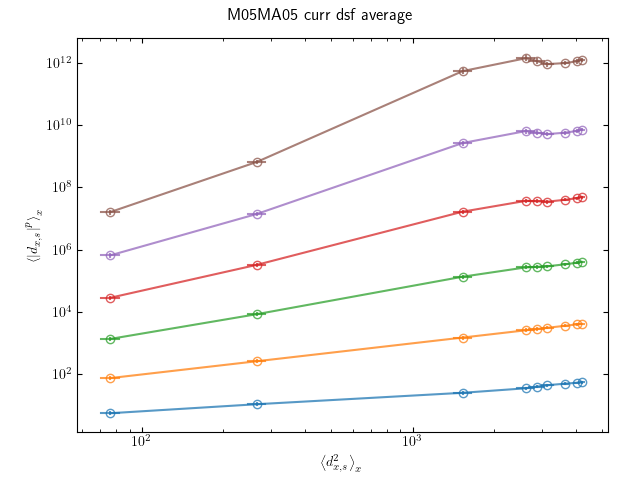 M05MA05 curr dsf average
10^{12}
10^{10}
10^{8}
10^{6}
10^{4}
10^{2}
⟨|d_{x,s}|^p⟩_x
10^{2} 10^{3}
⟨d_{x,s}^2⟩_x